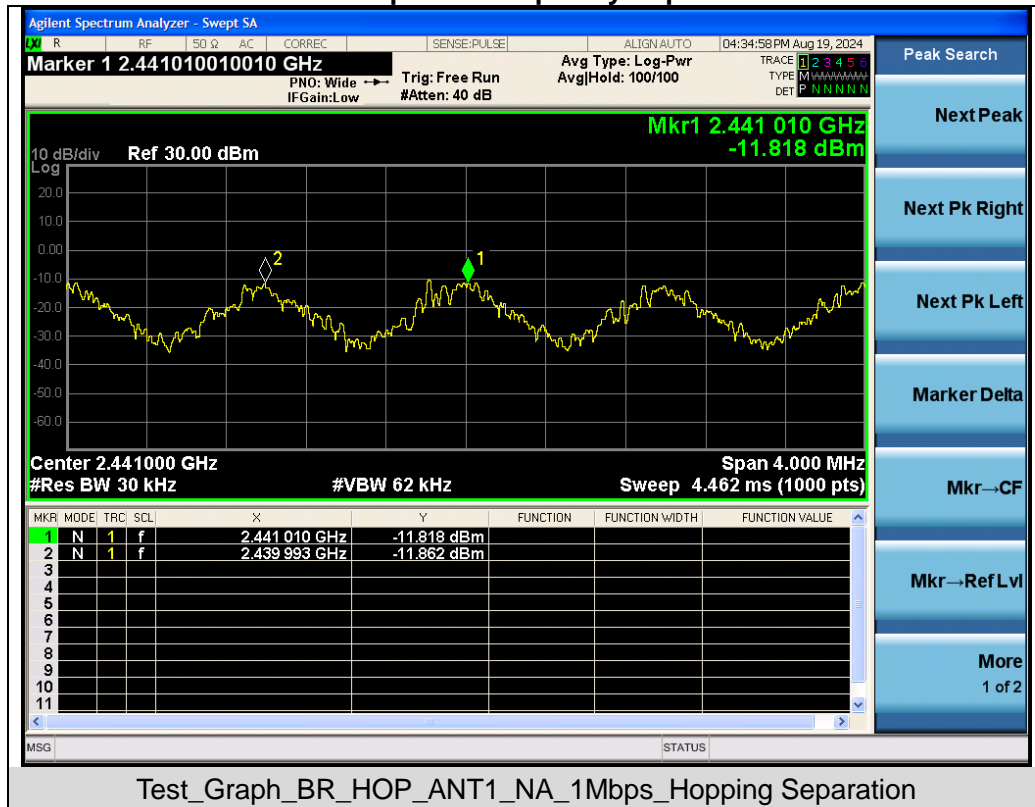 Agilent Spectrum Analyzer - Swept SA
LXI R RF 50 Ω AC CORREC SENSE:PULSE ALIGN AUTO 04:34:58 PM Aug 19, 2024
Marker 1 2.441010010010 GHz
PNO: Wide
IFGain:Low
Trig: Free Run
#Atten: 40 dB
Avg Type: Log-Pwr
Avg|Hold: 100/100
TRACE 1 2 3 4 5 6
TYPE M
DET P N N N N N
Mkr1 2.441 010 GHz
-11.818 dBm
10 dB/div Ref 30.00 dBm
Log
20.0
10.0
0.00
-10.0
-20.0
-30.0
-40.0
-50.0
-60.0
2
1
Center 2.441000 GHz Span 4.000 MHz
#Res BW 30 kHz #VBW 62 kHz Sweep 4.462 ms (1000 pts)
MKR MODE TRC SCL X Y FUNCTION FUNCTION WIDTH FUNCTION VALUE
1 N 1 f 2.441 010 GHz -11.818 dBm
2 N 1 f 2.439 993 GHz -11.862 dBm
3
4
5
6
7
8
9
10
11
MSG STATUS
Peak Search
Next Peak
Next Pk Right
Next Pk Left
Marker Delta
Mkr→CF
Mkr→Ref Lvl
More
1 of 2
Test_Graph_BR_HOP_ANT1_NA_1Mbps_Hopping Separation